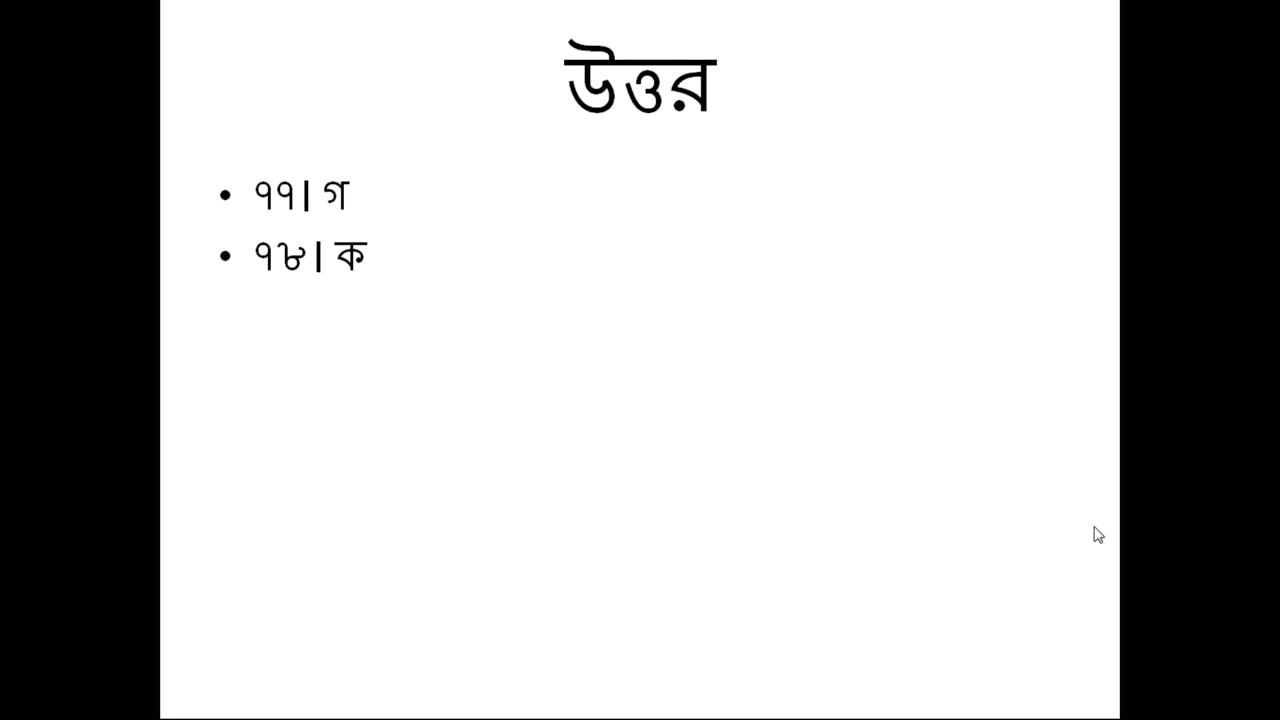 উত্তর
• ৭৭। গ
• ৭৮। ক